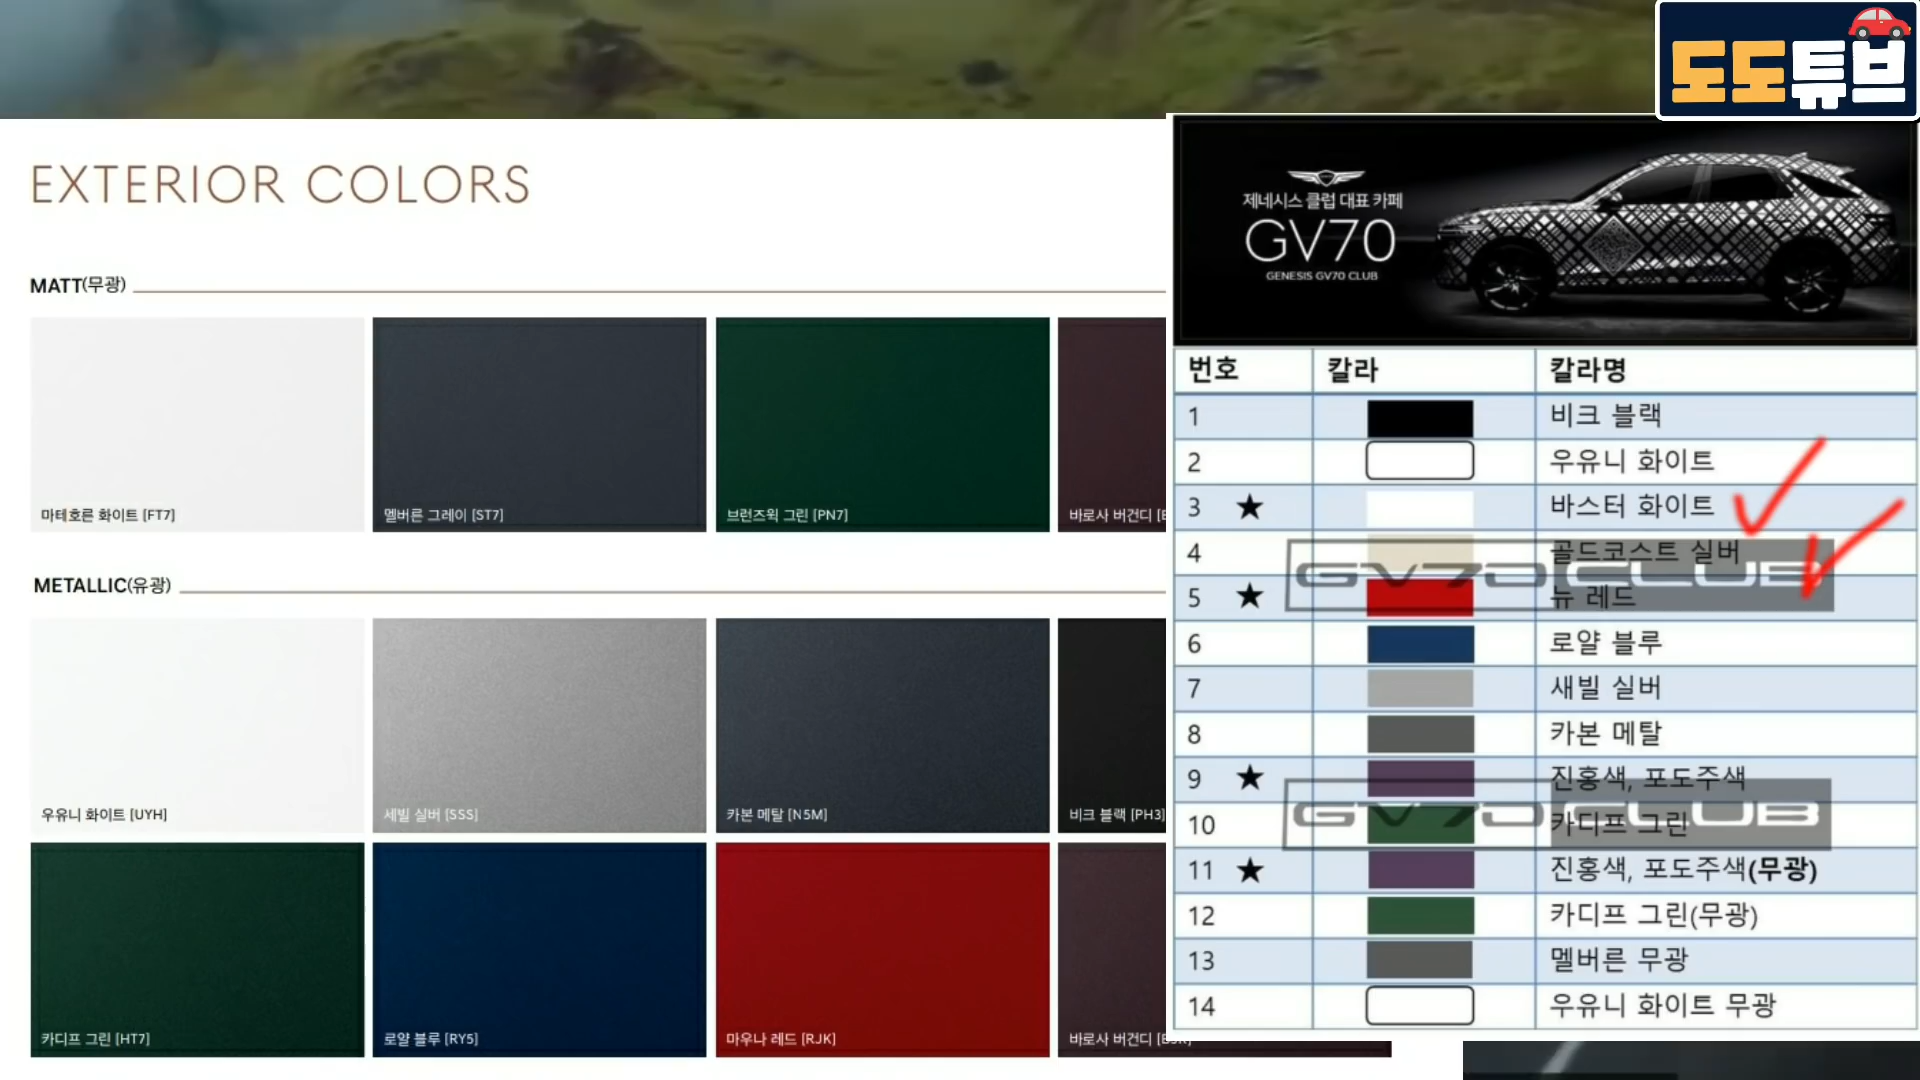 도도튜브
EXTERIOR COLORS
MATT(무광)
마테호른 화이트 [FT7]
멜버른 그레이 [ST7]
브런즈윅 그린 [PN7]
바로사 버건디
METALLIC(유광)
우유니 화이트 [UYH]
세빌 실버 [SSS]
카본 메탈 [N5M]
비크 블랙 [PH3]
카디프 그린 [HT7]
로얄 블루 [RY5]
마우나 레드 [RJK]
바로사 버건디
제네시스 클럽 대표 카페
GV70
GENESIS GV70 CLUB
번호 칼라 칼라명
1 비크 블랙
2 우유니 화이트
3 ★ 바스터 화이트
4 골드코스트 실버
GV70 CLUB
5 ★ 뉴 레드
6 로얄 블루
7 새빌 실버
8 카본 메탈
9 ★ 진홍색, 포도주색
GV70 CLUB
10 카디프 그린
11 ★ 진홍색, 포도주색(무광)
12 카디프 그린(무광)
13 멜버른 무광
14 우유니 화이트 무광